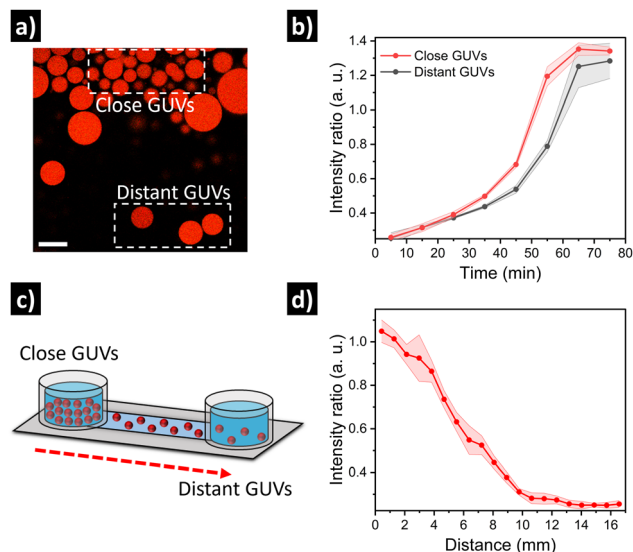 a)
Close GUVs
Distant GUVs
b)
Close GUVs
Distant GUVs
Intensity ratio (a. u.)
1.4
1.2
1.0
0.8
0.6
0.4
0 10 20 30 40 50 60 70 80
Time (min)
c)
Close GUVs
Distant GUVs
d)
Intensity ratio (a. u.)
1.2
1.0
0.8
0.6
0.4
0 2 4 6 8 10 12 14 16
Distance (mm)